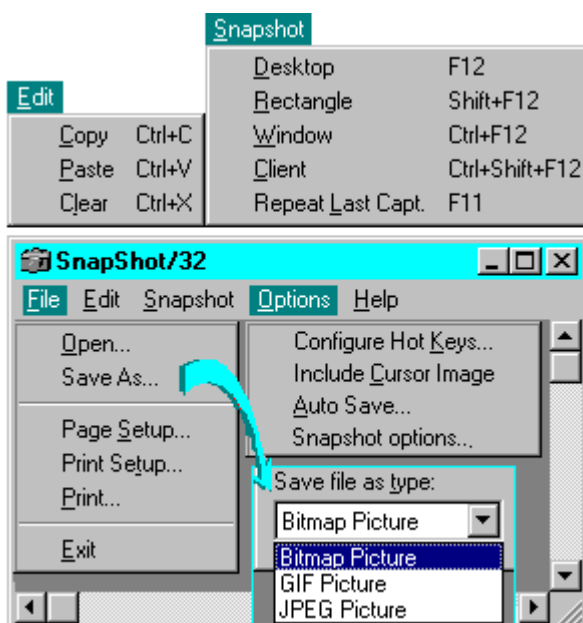 Snapshot
Desktop F12
Rectangle Shift+F12
Window Ctrl+F12
Client Ctrl+Shift+F12
Repeat Last Capt. F11
Edit
Copy Ctrl+C
Paste Ctrl+V
Clear Ctrl+X
SnapShot/32
File Edit Snapshot Options Help
Open...
Save As...
Page Setup...
Print Setup...
Print...
Exit
Configure Hot Keys...
Include Cursor Image
Auto Save...
Snapshot options...
Save file as type:
Bitmap Picture
Bitmap Picture
GIF Picture
JPEG Picture